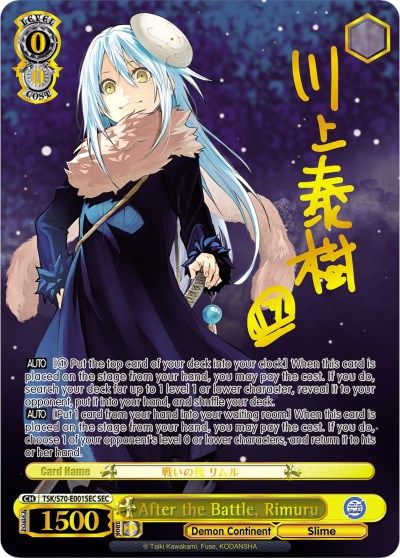 LEVEL
0
0
COST
川上泰樹
AUTO [① Put the top card of your deck into your clock] When this card is
placed on the stage from your hand, you may pay the cost. If you do,
search your deck for up to 1 level 1 or lower character, reveal it to your
opponent, put it into your hand, and shuffle your deck.
AUTO [Put 1 card from your hand into your waiting room] When this card is
placed on the stage from your hand, you may pay the cost. If you do,
choose 1 of your opponent's level 0 or lower characters, and return it to his
or her hand.
Card Name
戦いの後 リムル
CH TSK/S70-E001SEC SEC
After the Battle, Rimuru
POWER
1500
SOUL
Demon Continent
Slime
© Taiki Kawakami, Fuse, KODANSHA